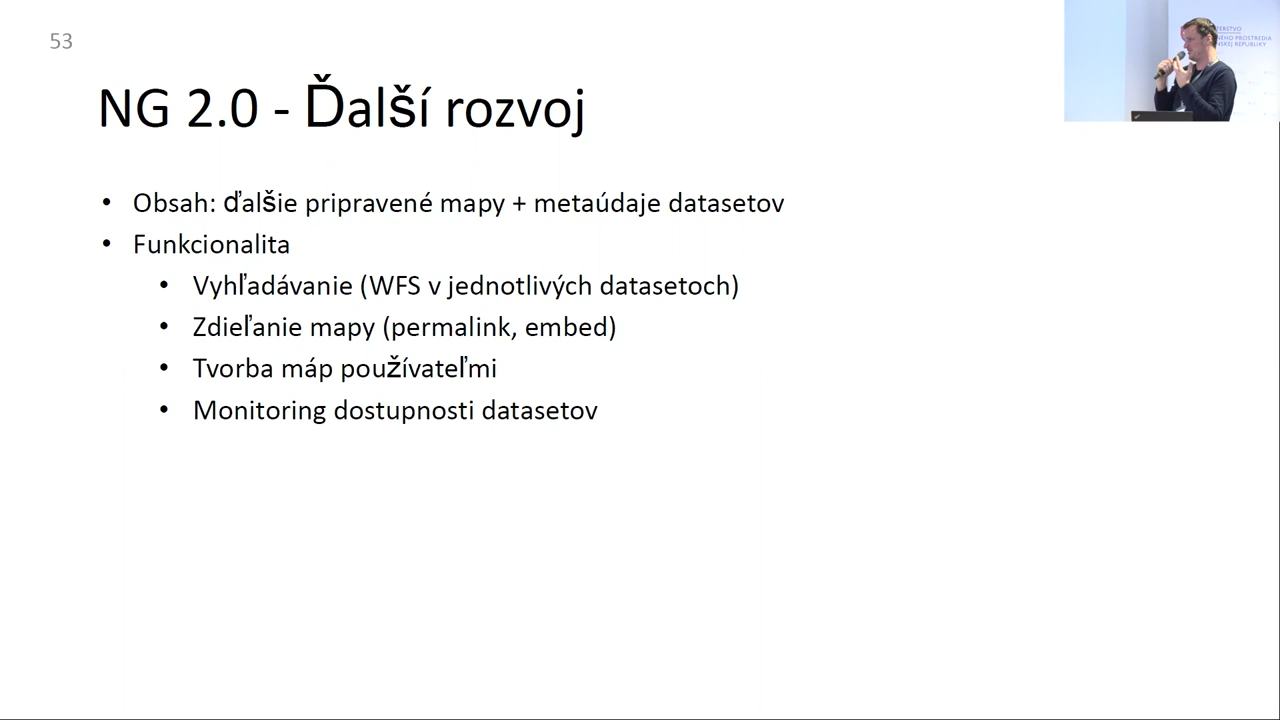 53
NG 2.0 - Ďalší rozvoj
• Obsah: ďalšie pripravené mapy + metaúdaje datasetov
• Funkcionalita
• Vyhľadávanie (WFS v jednotlivých datasetoch)
• Zdieľanie mapy (permalink, embed)
• Tvorba máp používateľmi
• Monitoring dostupnosti datasetov